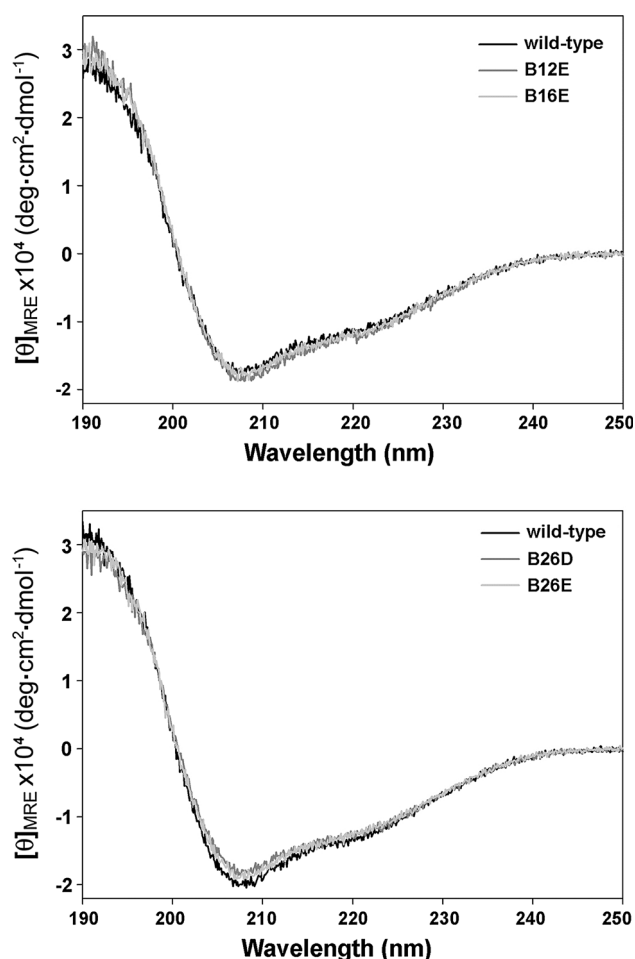 [θ]MRE x10⁴ (deg·cm²·dmol⁻¹)
3
2
1
0
-1
-2
wild-type
B12E
B16E
190 200 210 220 230 240 250
Wavelength (nm)
[θ]MRE x10⁴ (deg·cm²·dmol⁻¹)
3
2
1
0
-1
-2
wild-type
B26D
B26E
190 200 210 220 230 240 250
Wavelength (nm)